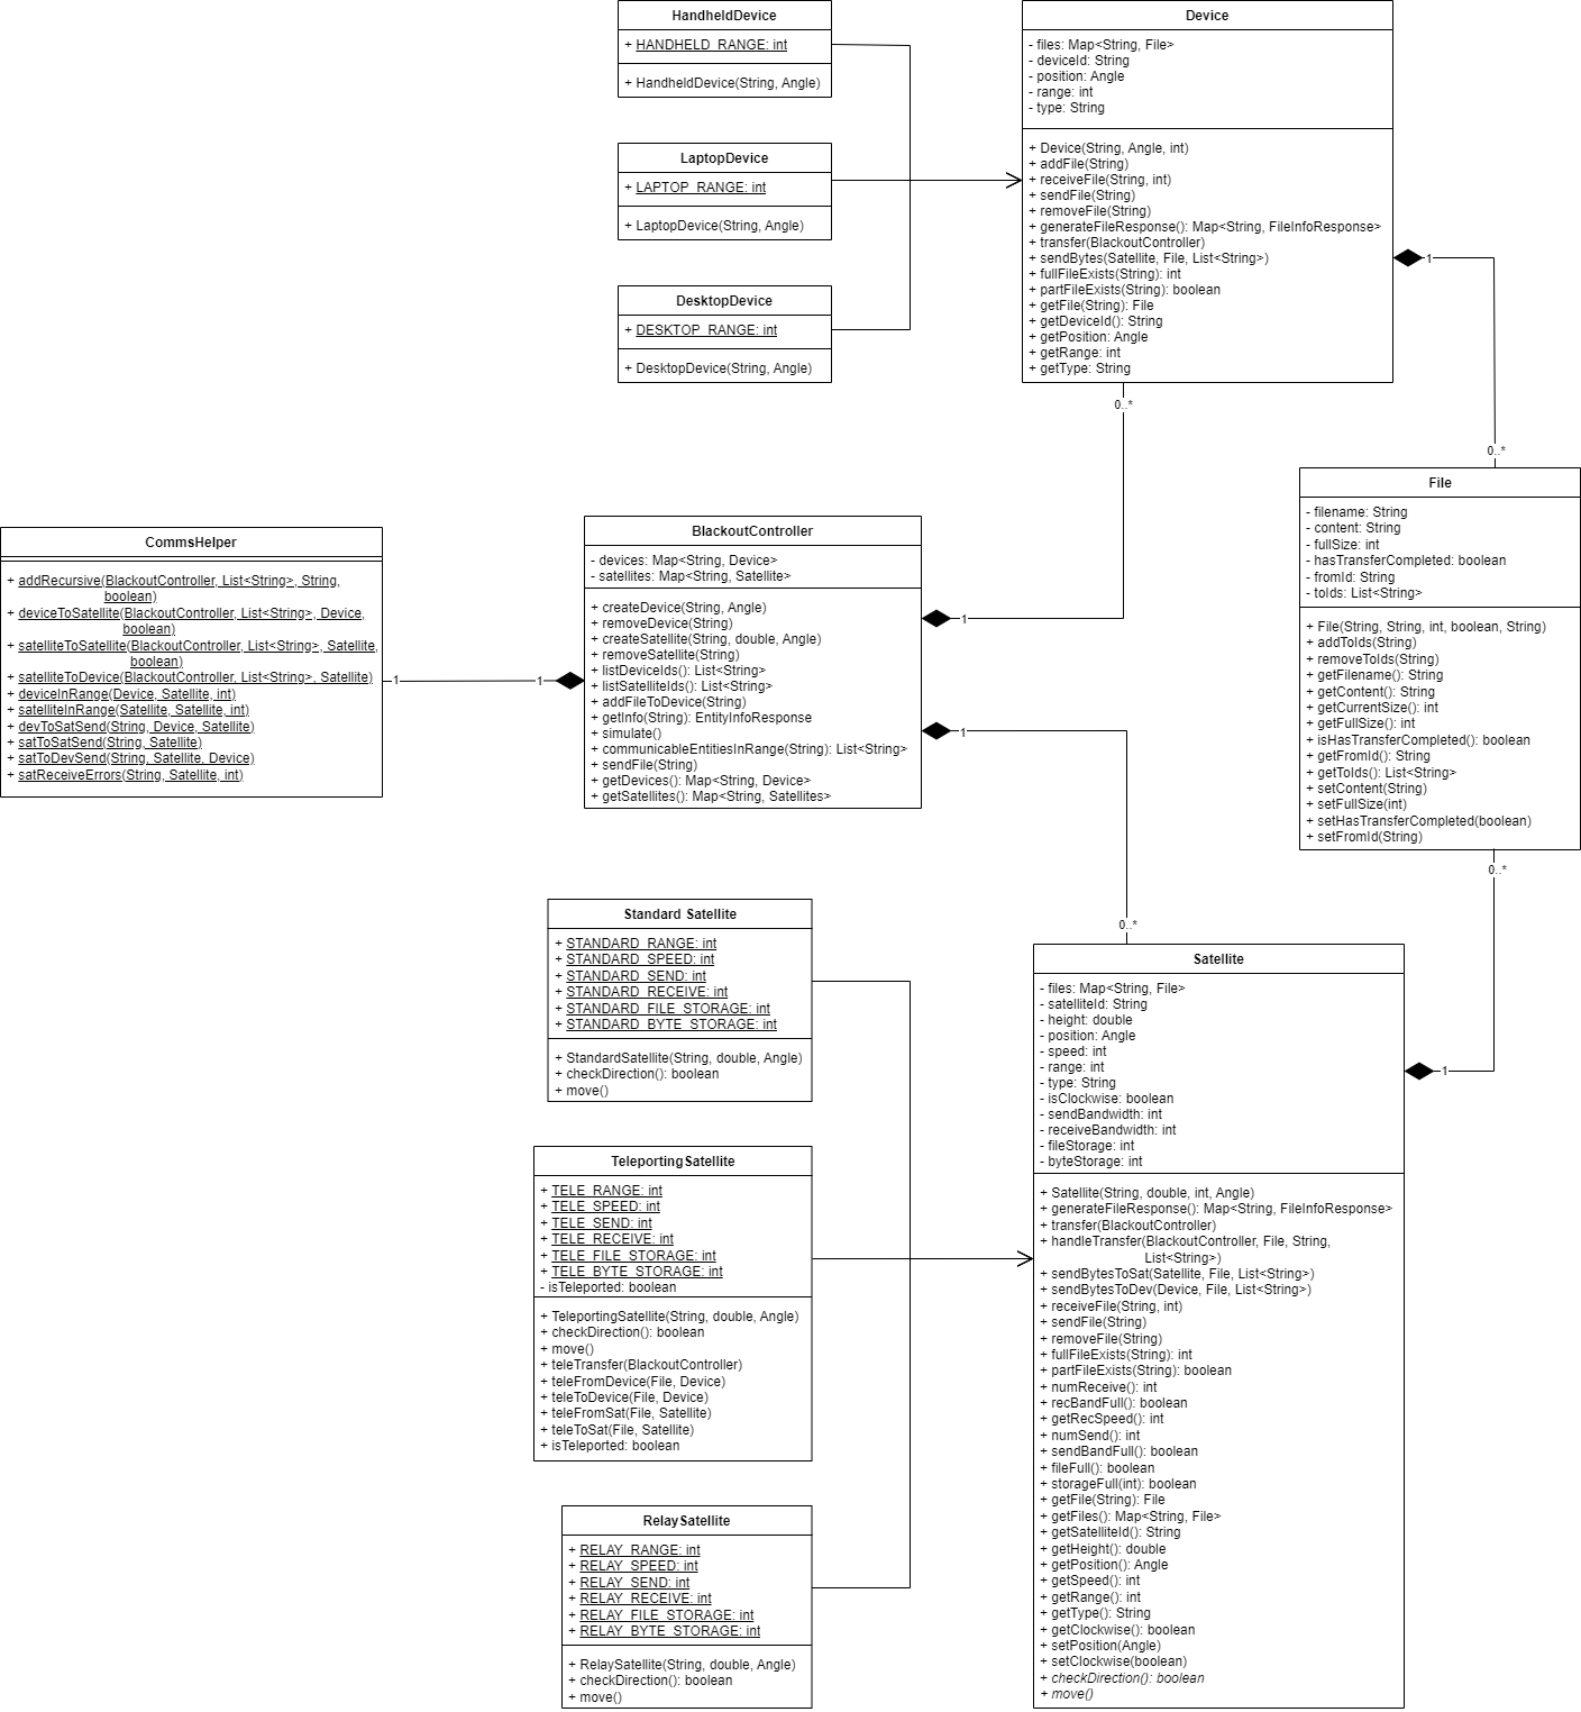 HandheldDevice
+ HANDHELD_RANGE: int
+ HandheldDevice(String, Angle)
LaptopDevice
+ LAPTOP_RANGE: int
+ LaptopDevice(String, Angle)
DesktopDevice
+ DESKTOP_RANGE: int
+ DesktopDevice(String, Angle)
Device
- files: Map<String, File>
- deviceId: String
- position: Angle
- range: int
- type: String
+ Device(String, Angle, int)
+ addFile(String)
+ receiveFile(String, int)
+ sendFile(String)
+ removeFile(String)
+ generateFileResponse(): Map<String, FileInfoResponse>
+ transfer(BlackoutController)
+ sendBytes(Satellite, File, List<String>)
+ fullFileExists(String): int
+ partFileExists(String): boolean
+ getFile(String): File
+ getDeviceId(): String
+ getPosition: Angle
+ getRange: int
+ getType: String
1
0..*
0..*
File
- filename: String
- content: String
- fullSize: int
- hasTransferCompleted: boolean
- fromId: String
- toIds: List<String>
+ File(String, String, int, boolean, String)
+ addToIds(String)
+ removeToIds(String)
+ getFilename(): String
+ getContent(): String
+ getCurrentSize(): int
+ getFullSize(): int
+ isHasTransferCompleted(): boolean
+ getFromId(): String
+ getToIds(): List<String>
+ setContent(String)
+ setFullSize(int)
+ setHasTransferCompleted(boolean)
+ setFromId(String)
0..*
CommsHelper
+ addRecursive(BlackoutController, List<String>, String,
boolean)
+ deviceToSatellite(BlackoutController, List<String>, Device,
boolean)
+ satelliteToSatellite(BlackoutController, List<String>, Satellite,
boolean)
+ satelliteToDevice(BlackoutController, List<String>, Satellite)
+ deviceInRange(Device, Satellite, int)
+ satelliteInRange(Satellite, Satellite, int)
+ devToSatSend(String, Device, Satellite)
+ satToSatSend(String, Satellite)
+ satToDevSend(String, Satellite, Device)
+ satReceiveErrors(String, Satellite, int)
1
1
BlackoutController
- devices: Map<String, Device>
- satellites: Map<String, Satellite>
+ createDevice(String, Angle)
+ removeDevice(String)
+ createSatellite(String, double, Angle)
+ removeSatellite(String)
+ listDeviceIds(): List<String>
+ listSatelliteIds(): List<String>
+ addFileToDevice(String)
+ getInfo(String): EntityInfoResponse
+ simulate()
+ communicableEntitiesInRange(String): List<String>
+ sendFile(String)
+ getDevices(): Map<String, Device>
+ getSatellites(): Map<String, Satellites>
1
1
0..*
Standard Satellite
+ STANDARD_RANGE: int
+ STANDARD_SPEED: int
+ STANDARD_SEND: int
+ STANDARD_RECEIVE: int
+ STANDARD_FILE_STORAGE: int
+ STANDARD_BYTE_STORAGE: int
+ StandardSatellite(String, double, Angle)
+ checkDirection(): boolean
+ move()
TeleportingSatellite
+ TELE_RANGE: int
+ TELE_SPEED: int
+ TELE_SEND: int
+ TELE_RECEIVE: int
+ TELE_FILE_STORAGE: int
+ TELE_BYTE_STORAGE: int
- isTeleported: boolean
+ TeleportingSatellite(String, double, Angle)
+ checkDirection(): boolean
+ move()
+ teleTransfer(BlackoutController)
+ teleFromDevice(File, Device)
+ teleToDevice(File, Device)
+ teleFromSat(File, Satellite)
+ teleToSat(File, Satellite)
+ isTeleported: boolean
RelaySatellite
+ RELAY_RANGE: int
+ RELAY_SPEED: int
+ RELAY_SEND: int
+ RELAY_RECEIVE: int
+ RELAY_FILE_STORAGE: int
+ RELAY_BYTE_STORAGE: int
+ RelaySatellite(String, double, Angle)
+ checkDirection(): boolean
+ move()
Satellite
- files: Map<String, File>
- satelliteId: String
- height: double
- position: Angle
- speed: int
- range: int
- type: String
- isClockwise: boolean
- sendBandwidth: int
- receiveBandwidth: int
- fileStorage: int
- byteStorage: int
+ Satellite(String, double, int, Angle)
+ generateFileResponse(): Map<String, FileInfoResponse>
+ transfer(BlackoutController)
+ handleTransfer(BlackoutController, File, String,
List<String>)
+ sendBytesToSat(Satellite, File, List<String>)
+ sendBytesToDev(Device, File, List<String>)
+ receiveFile(String, int)
+ sendFile(String)
+ removeFile(String)
+ fullFileExists(String): int
+ partFileExists(String): boolean
+ numReceive(): int
+ recBandFull(): boolean
+ getRecSpeed(): int
+ numSend(): int
+ sendBandFull(): boolean
+ fileFull(): boolean
+ storageFull(int): boolean
+ getFile(String): File
+ getFiles(): Map<String, File>
+ getSatelliteId(): String
+ getHeight(): double
+ getPosition(): Angle
+ getSpeed(): int
+ getRange(): int
+ getType(): String
+ getClockwise(): boolean
+ setPosition(Angle)
+ setClockwise(boolean)
+ checkDirection(): boolean
+ move()
1